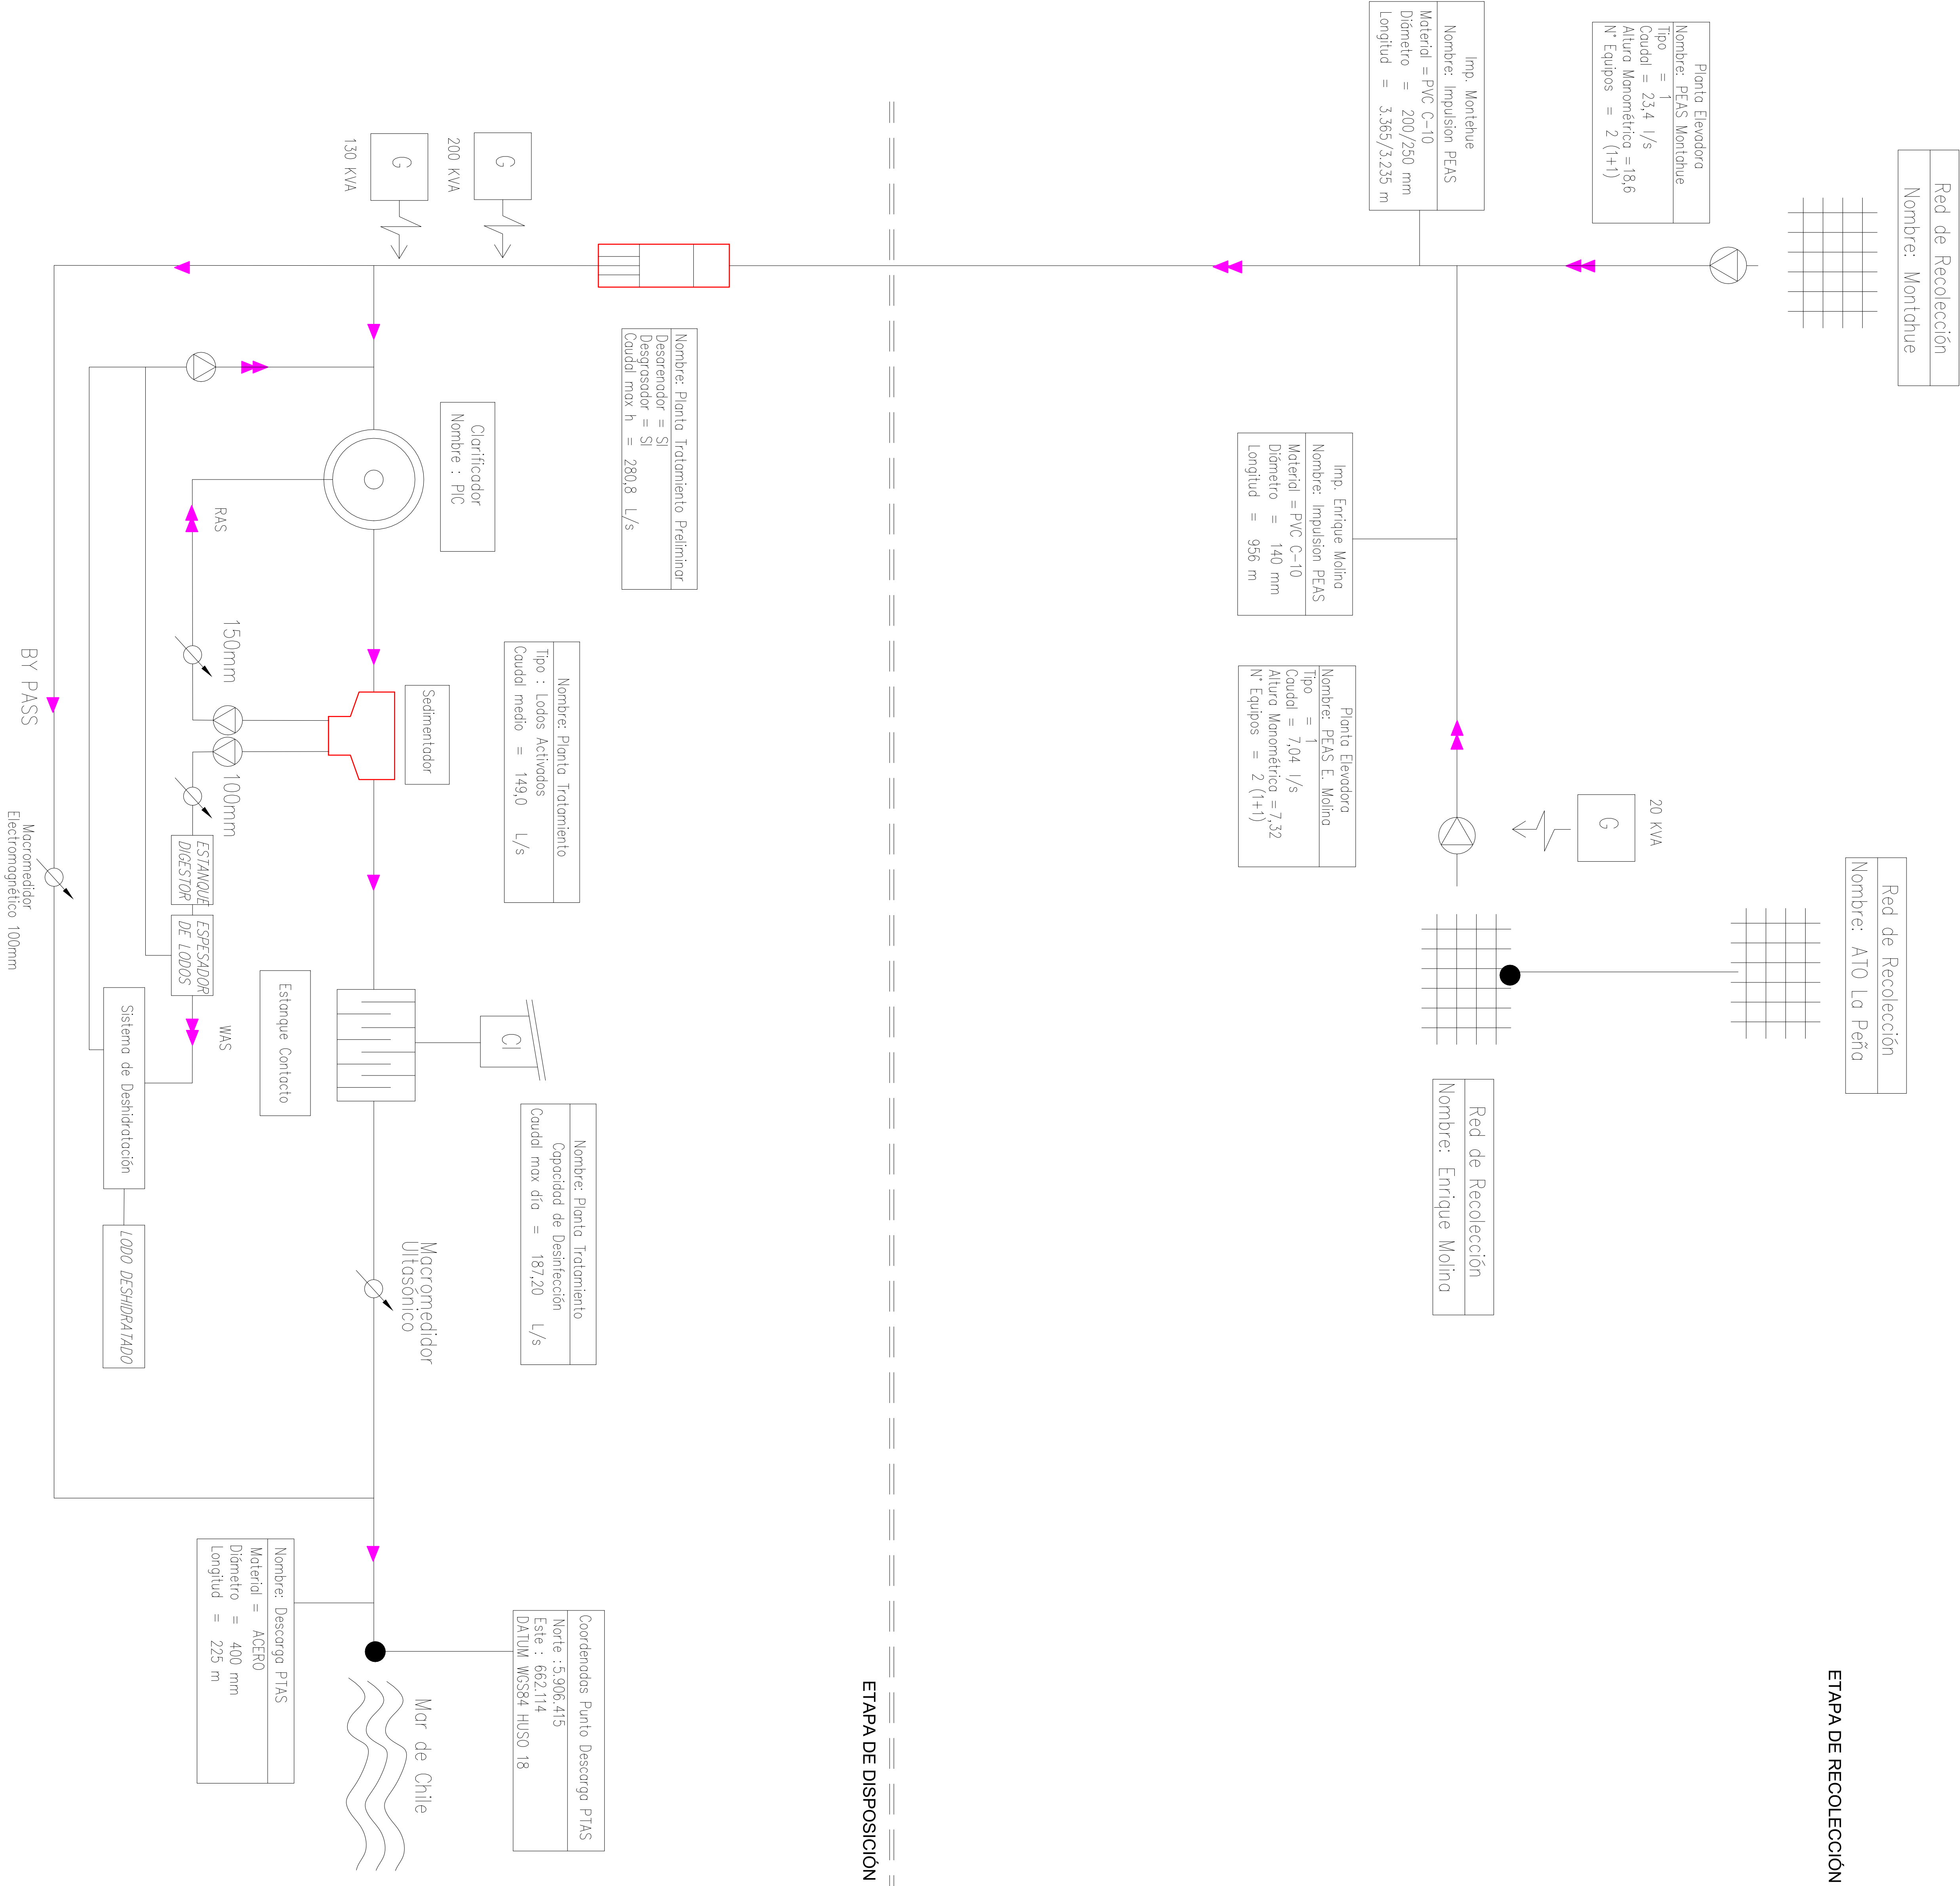 ETAPA DE RECOLECCIÓN
Red de Recolección
Nombre: Montahue
Red de Recolección
Nombre: ATO La Peña
Planta Elevadora
Nombre: PEAS Montahue
Tipo = 1
Caudal = 23,4 l/s
Altura Manométrica =18,6
N° Equipos = 2 (1+1)
20 KVA
G
Imp. Montehue
Nombre: Impulsion PEAS
Material =PVC C-10
Diámetro = 200/250 mm
Longitud = 3.365/3.235 m
Red de Recolección
Nombre: Enrique Molina
Imp. Enrique Molina
Nombre: Impulsion PEAS
Material =PVC C-10
Diámetro = 140 mm
Longitud = 956 m
Planta Elevadora
Nombre: PEAS E. Molina
Tipo = 1
Caudal = 7,04 l/s
Altura Manométrica =7,32
N° Equipos = 2 (1+1)
ETAPA DE DISPOSICIÓN
Nombre: Planta Tratamiento Preliminar
Desarenador = SI
Desgrasador = SI
Caudal max h = 280,8 L/s
G
200 KVA
G
130 KVA
Nombre: Planta Tratamiento
Tipo : Lodos Activados
Caudal medio = 149,0 L/s
Nombre: Planta Tratamiento
Capacidad de Desinfección
Caudal max día = 187,20 L/s
Coordenadas Punto Descarga PTAS
Norte :5.906.415
Este : 662.114
DATUM WGS84 HUSO 18
Clarificador
Nombre : PIC
Sedimentador
Cl
Macromedidor
Ultasónico
Mar de Chile
Estanque Contacto
RAS
150mm
100mm
WAS
ESTANQUE
DIGESTOR
ESPESADOR
DE LODOS
Nombre: Descarga PTAS
Material = ACERO
Diámetro = 400 mm
Longitud = 225 m
Sistema de Deshidratación
LODO DESHIDRATADO
BY PASS
Macromedidor
Electromagnético 100mm